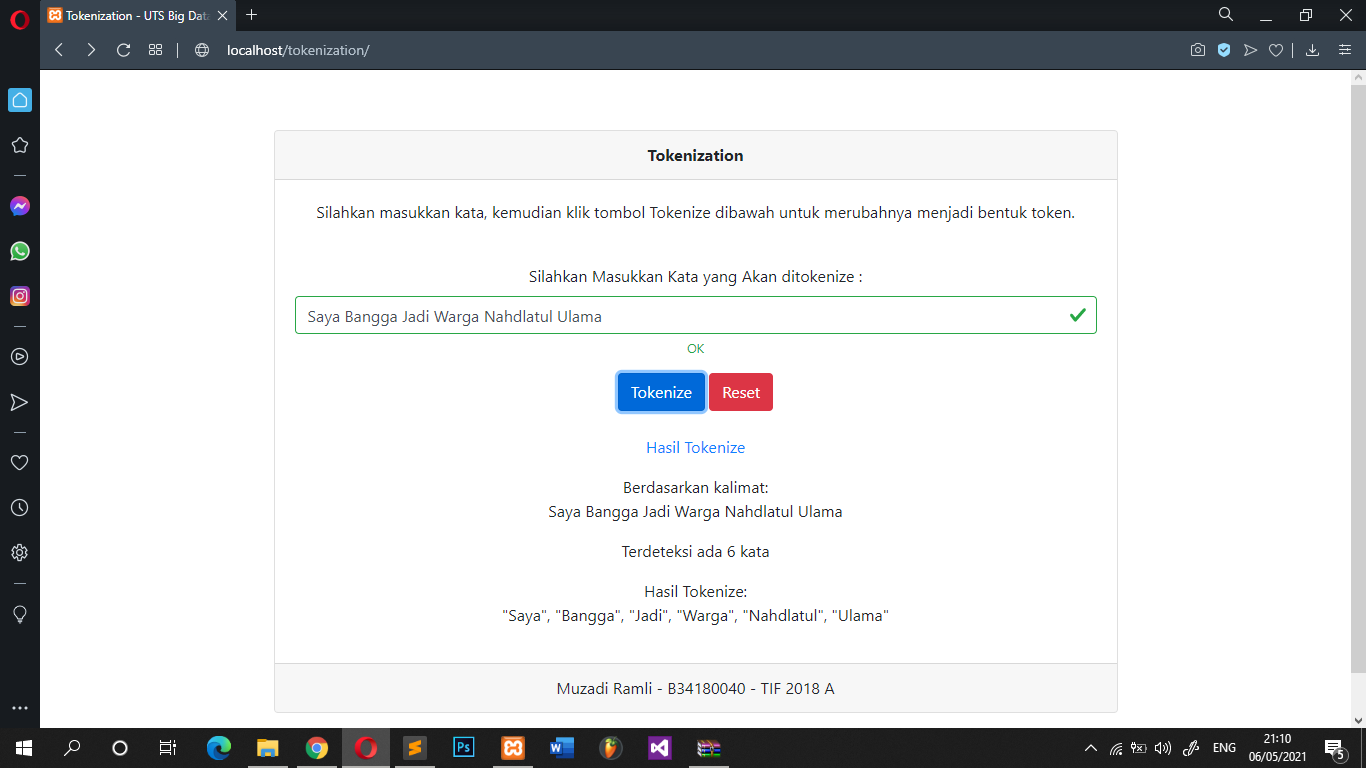 Tokenization - UTS Big Data
localhost/tokenization/
Tokenization
Silahkan masukkan kata, kemudian klik tombol Tokenize dibawah untuk merubahnya menjadi bentuk token.
Silahkan Masukkan Kata yang Akan ditokenize :
Saya Bangga Jadi Warga Nahdlatul Ulama
OK
Tokenize Reset
Hasil Tokenize
Berdasarkan kalimat:
Saya Bangga Jadi Warga Nahdlatul Ulama
Terdeteksi ada 6 kata
Hasil Tokenize:
"Saya", "Bangga", "Jadi", "Warga", "Nahdlatul", "Ulama"
Muzadi Ramli - B34180040 - TIF 2018 A
Ps
ENG
21:10
06/05/2021
5